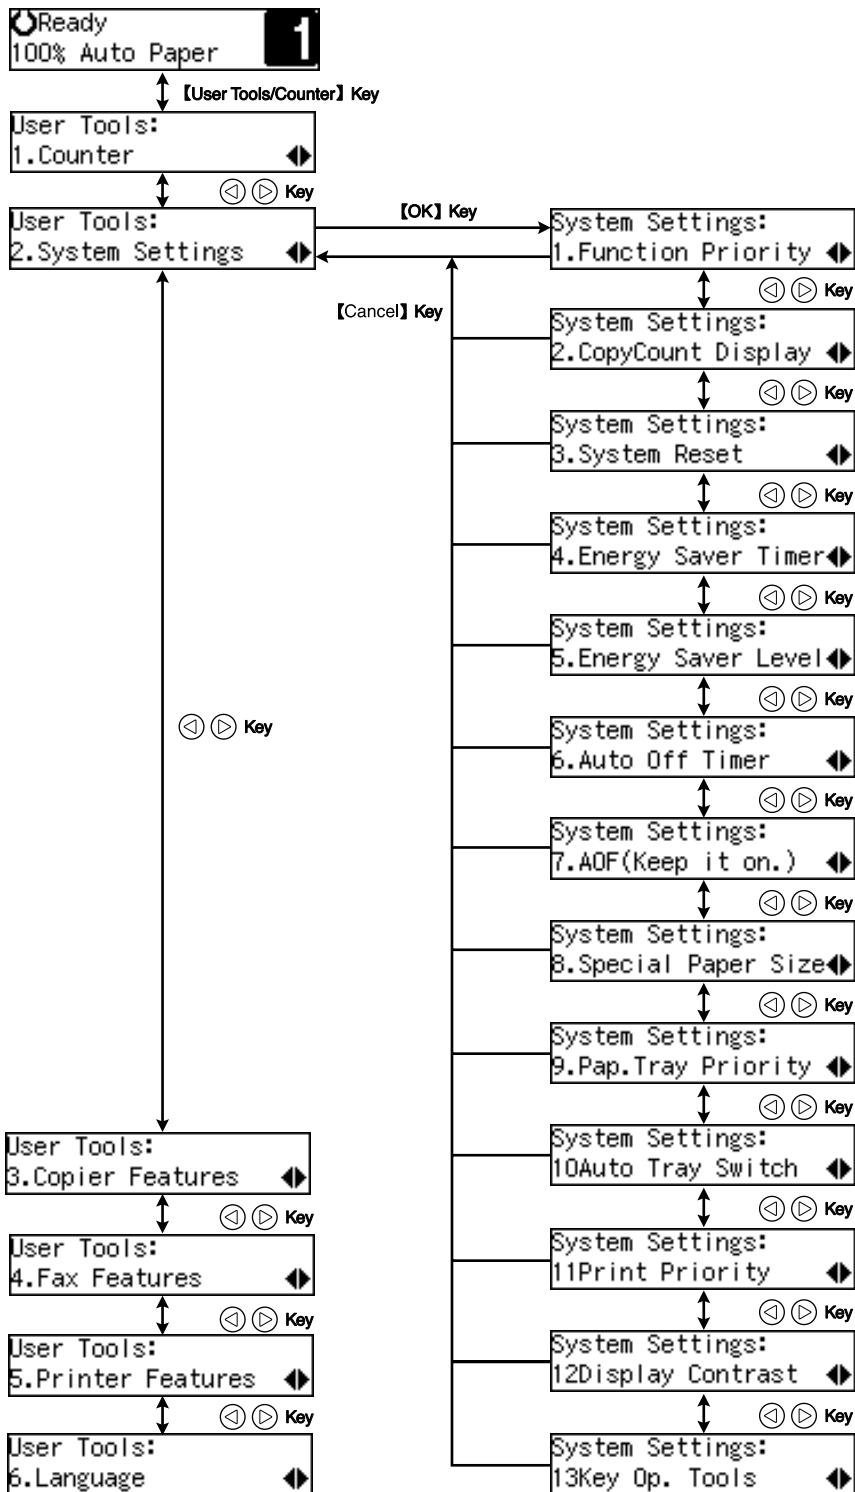 Ready
100% Auto Paper
1
【User Tools/Counter】 Key
User Tools:
1.Counter
Key
User Tools:
2.System Settings
【OK】 Key
【Cancel】 Key
System Settings:
1.Function Priority
Key
System Settings:
2.CopyCount Display
Key
System Settings:
3.System Reset
Key
System Settings:
4.Energy Saver Timer
Key
System Settings:
5.Energy Saver Level
Key
System Settings:
6.Auto Off Timer
Key
System Settings:
7.AOF(Keep it on.)
Key
System Settings:
8.Special Paper Size
Key
System Settings:
9.Pap.Tray Priority
Key
System Settings:
10Auto Tray Switch
Key
System Settings:
11Print Priority
Key
System Settings:
12Display Contrast
Key
System Settings:
13Key Op. Tools
Key
User Tools:
3.Copier Features
Key
User Tools:
4.Fax Features
Key
User Tools:
5.Printer Features
Key
User Tools:
6.Language